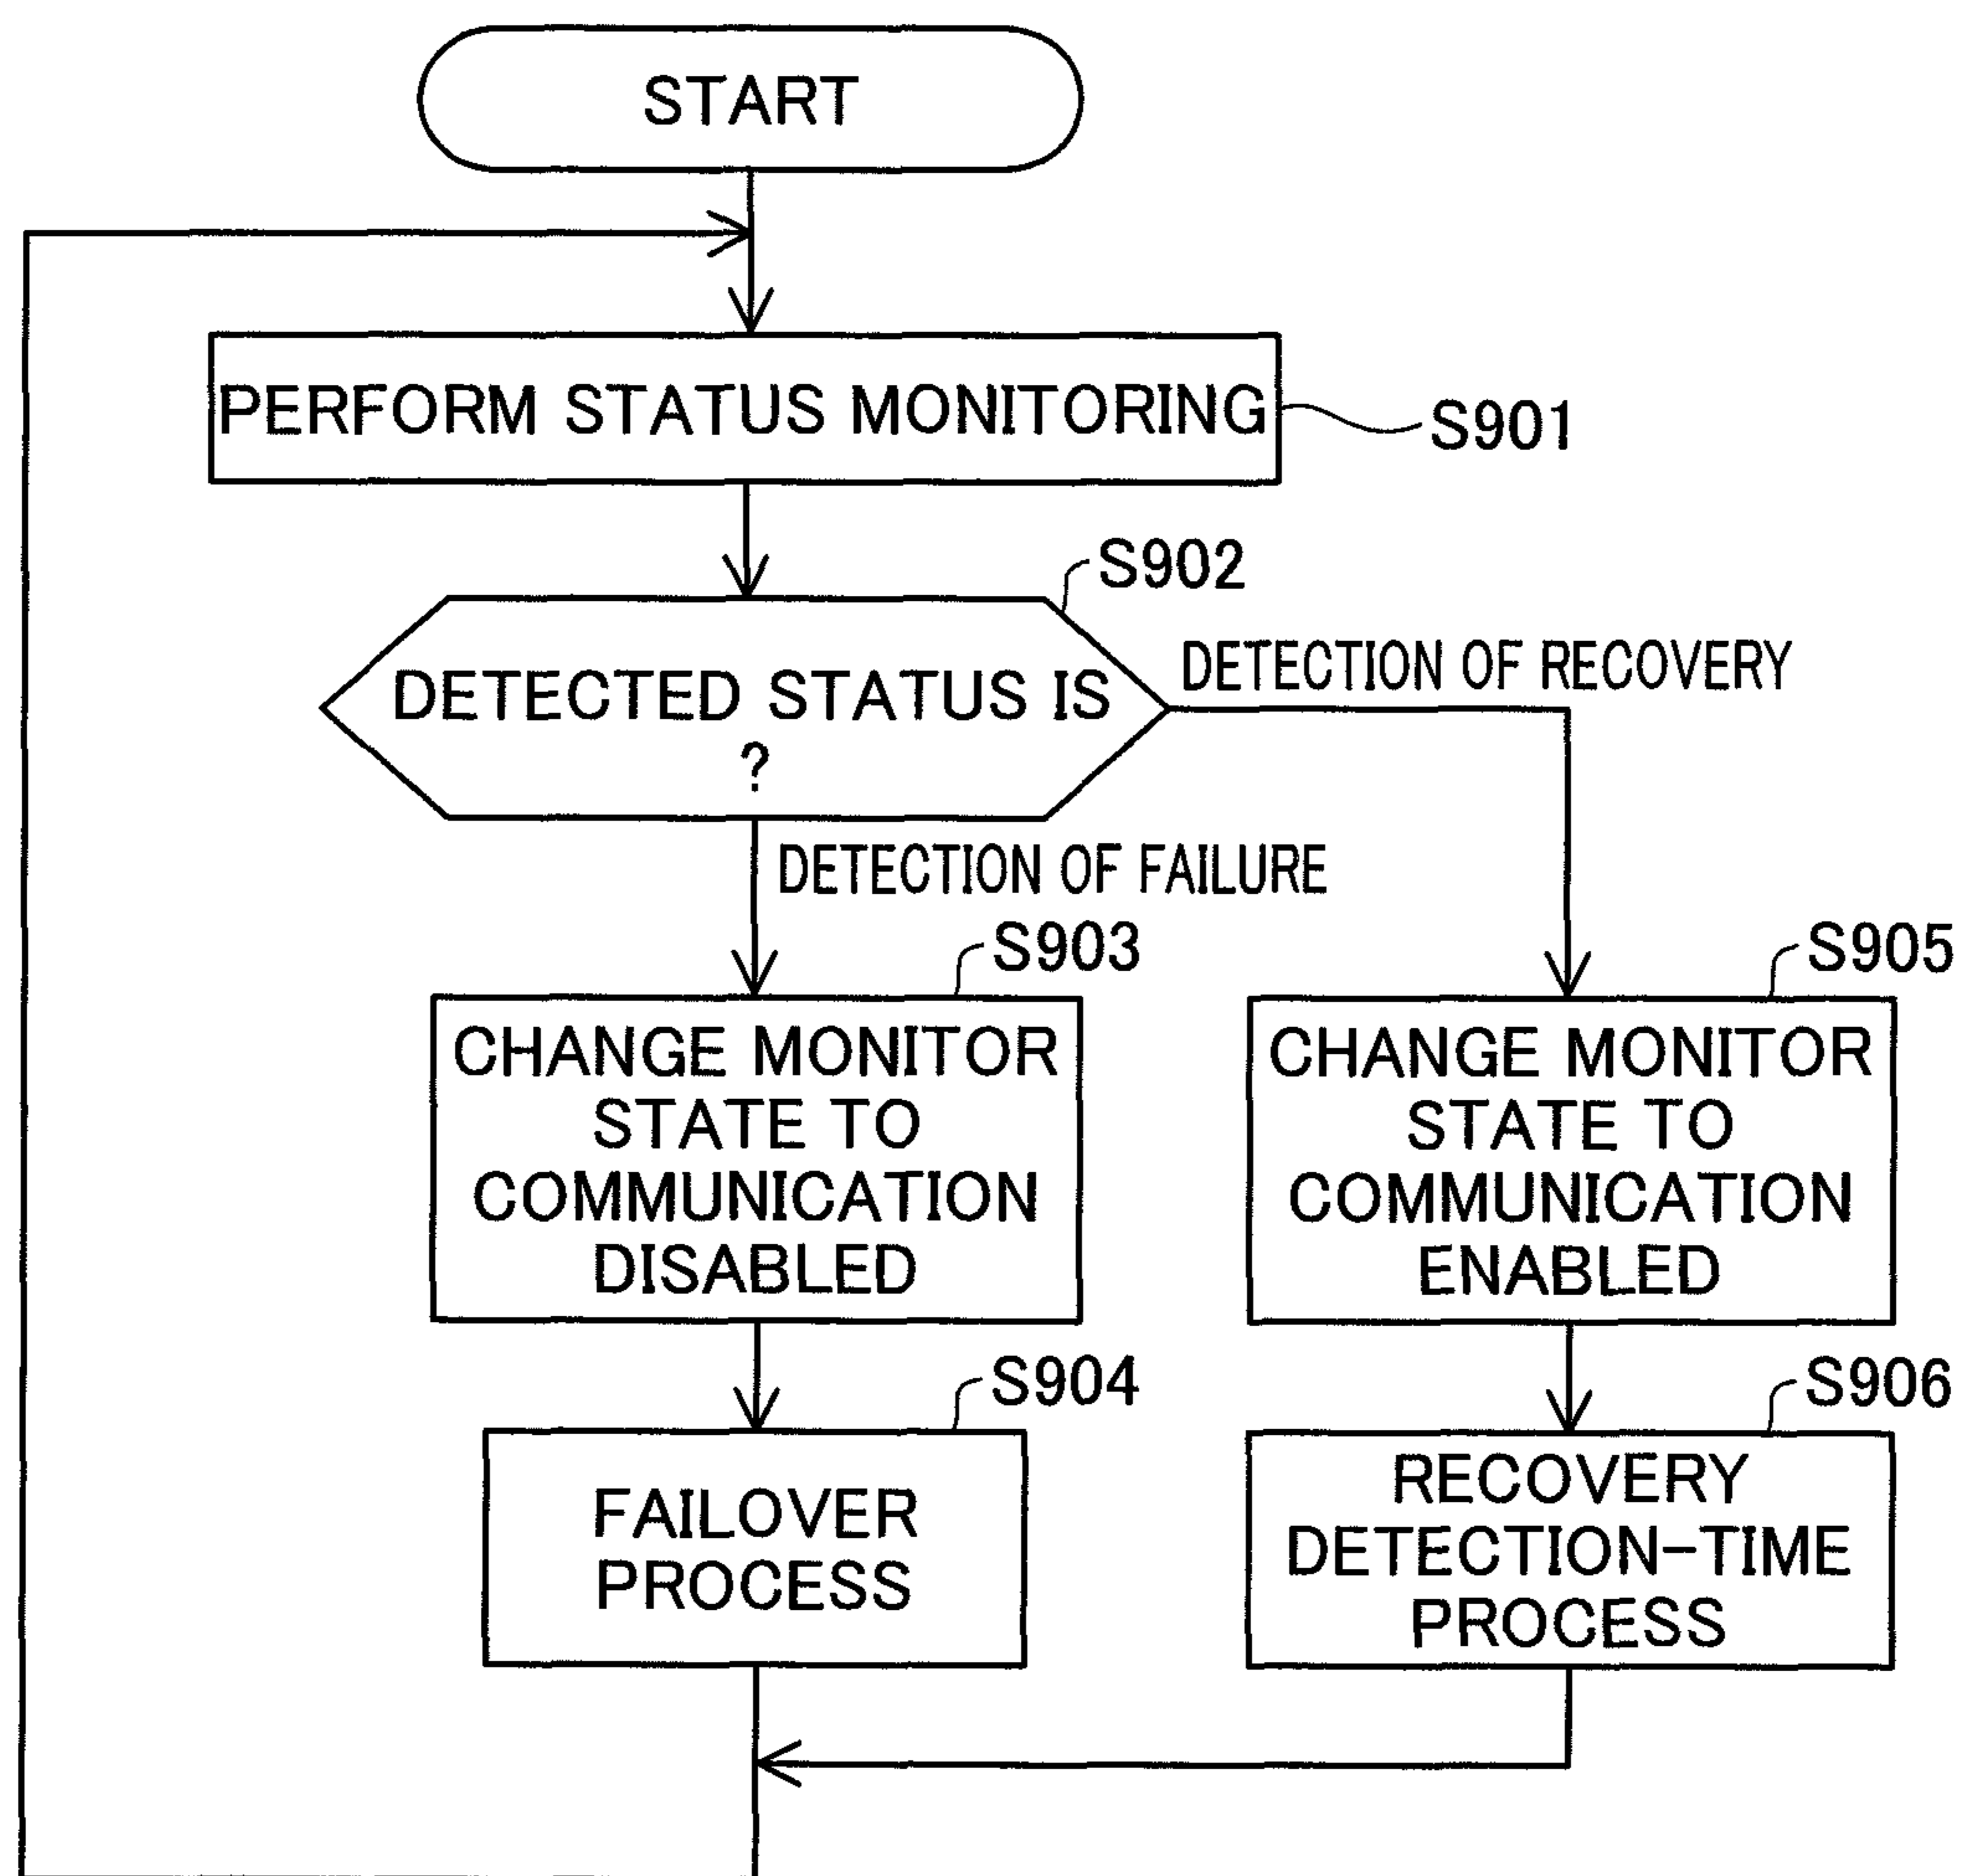 START
PERFORM STATUS MONITORING
S901
S902
DETECTED STATUS IS
?
DETECTION OF RECOVERY
DETECTION OF FAILURE
S903
CHANGE MONITOR
STATE TO
COMMUNICATION
DISABLED
S905
CHANGE MONITOR
STATE TO
COMMUNICATION
ENABLED
S904
FAILOVER
PROCESS
S906
RECOVERY
DETECTION-TIME
PROCESS